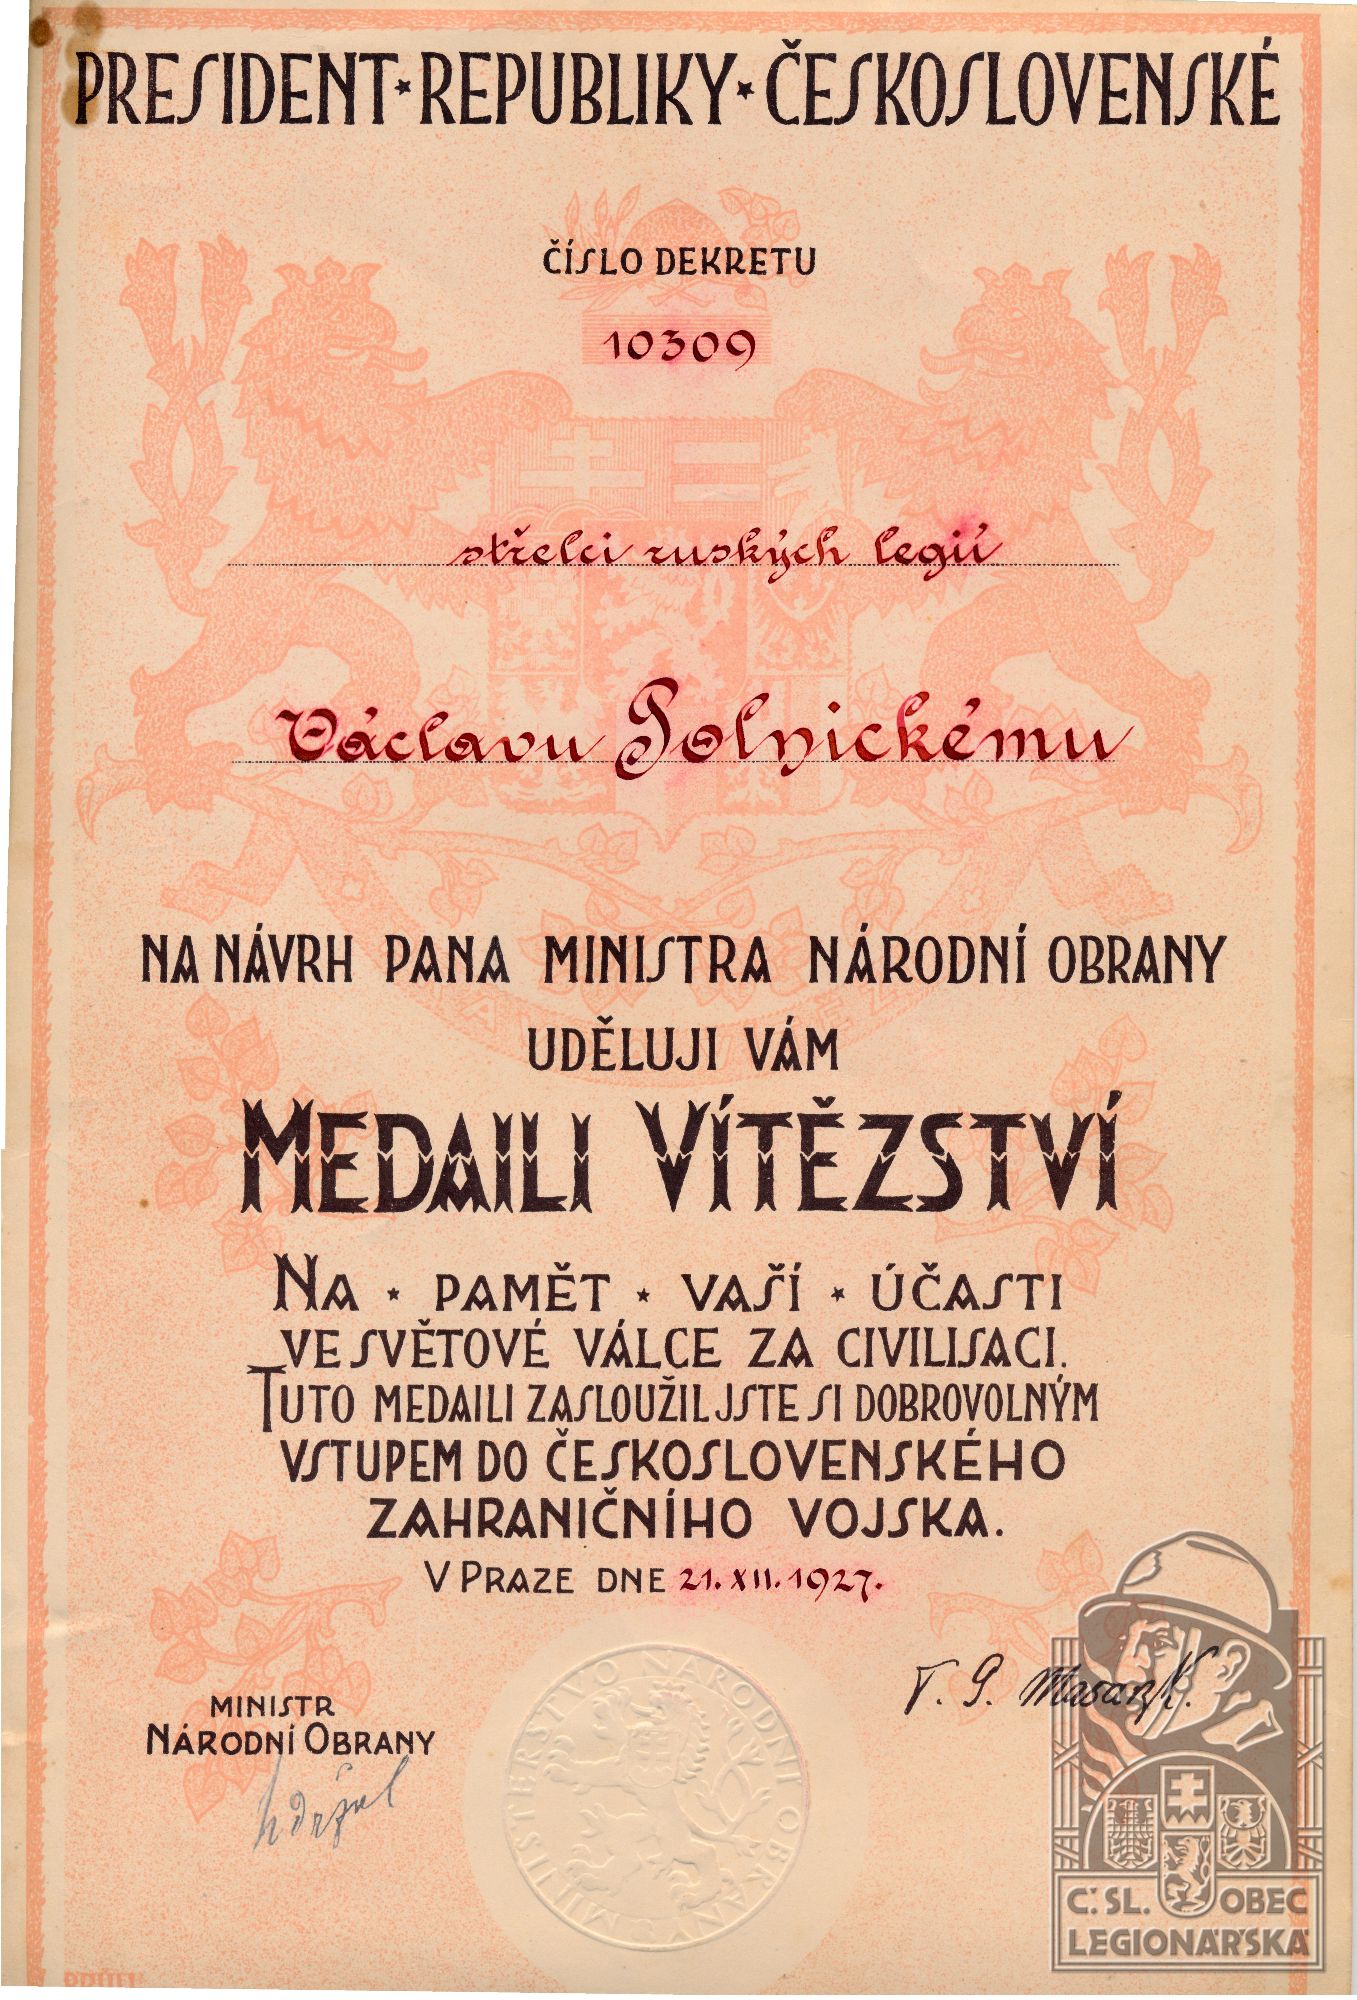 PRESIDENT ★ REPUBLIKY ★ ČESKOSLOVENSKÉ
ČÍSLO DEKRETU
10309
střelci ruských legií
Václavu Polnickému
NA NÁVRH PANA MINISTRA NÁRODNÍ OBRANY
UDĚLUJI VÁM
MEDAILI VÍTĚZSTVÍ
NA ★ PAMĚT ★ VAŠÍ ★ ÚČASTI
VE SVĚTOVÉ VÁLCE ZA CIVILISACI.
TUTO MEDAILI ZASLOUŽIL JSTE SI DOBROVOLNÝM
VSTUPEM DO ČESKOSLOVENSKÉHO
ZAHRANIČNÍHO VOJSKA.
V PRAZE DNE 21. XII. 1927.
T. G. Masaryk.
MINISTR
NÁRODNÍ OBRANY
Udržal
MINISTERSTVO NÁRODNÍ OBRANY
Č. SL. OBEC
LEGIONÁŘSKÁ